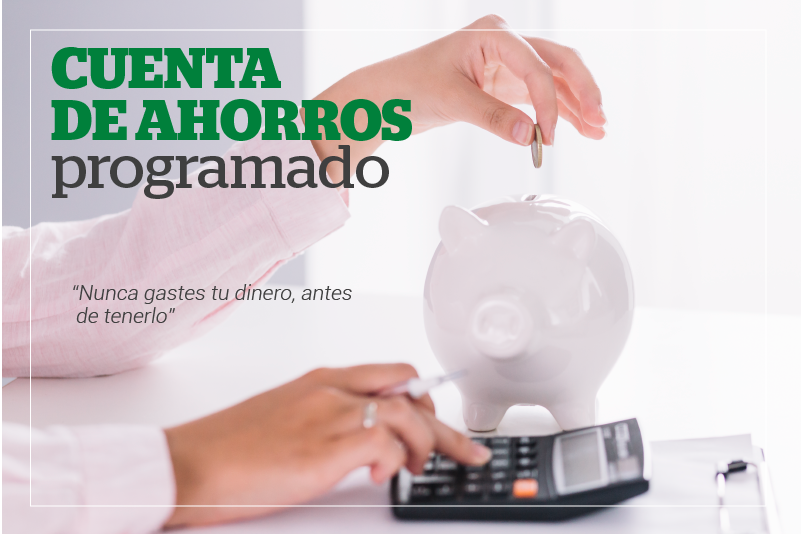 CUENTA
DE AHORROS
programado
"Nunca gastes tu dinero, antes
de tenerlo"